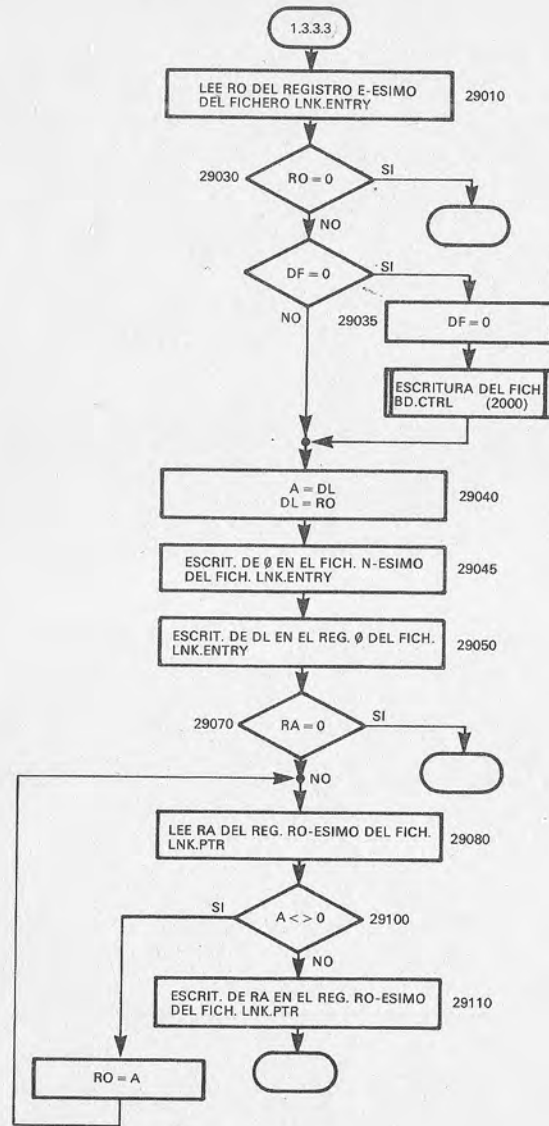 1.3.3.3
LEE RO DEL REGISTRO E-ESIMO
DEL FICHERO LNK.ENTRY
29010
29030
RO = 0
SI
NO
DF = 0
SI
NO
29035
DF = 0
ESCRITURA DEL FICH.
BD.CTRL (2000)
A = DL
DL = RO
29040
ESCRIT. DE Ø EN EL FICH. N-ESIMO
DEL FICH. LNK.ENTRY
29045
ESCRIT. DE DL EN EL REG. Ø DEL FICH.
LNK.ENTRY
29050
29070
RA = 0
SI
NO
LEE RA DEL REG. RO-ESIMO DEL FICH.
LNK.PTR
29080
SI
A <> 0
29100
NO
ESCRIT. DE RA EN EL REG. RO-ESIMO
DEL FICH. LNK.PTR
29110
RO = A